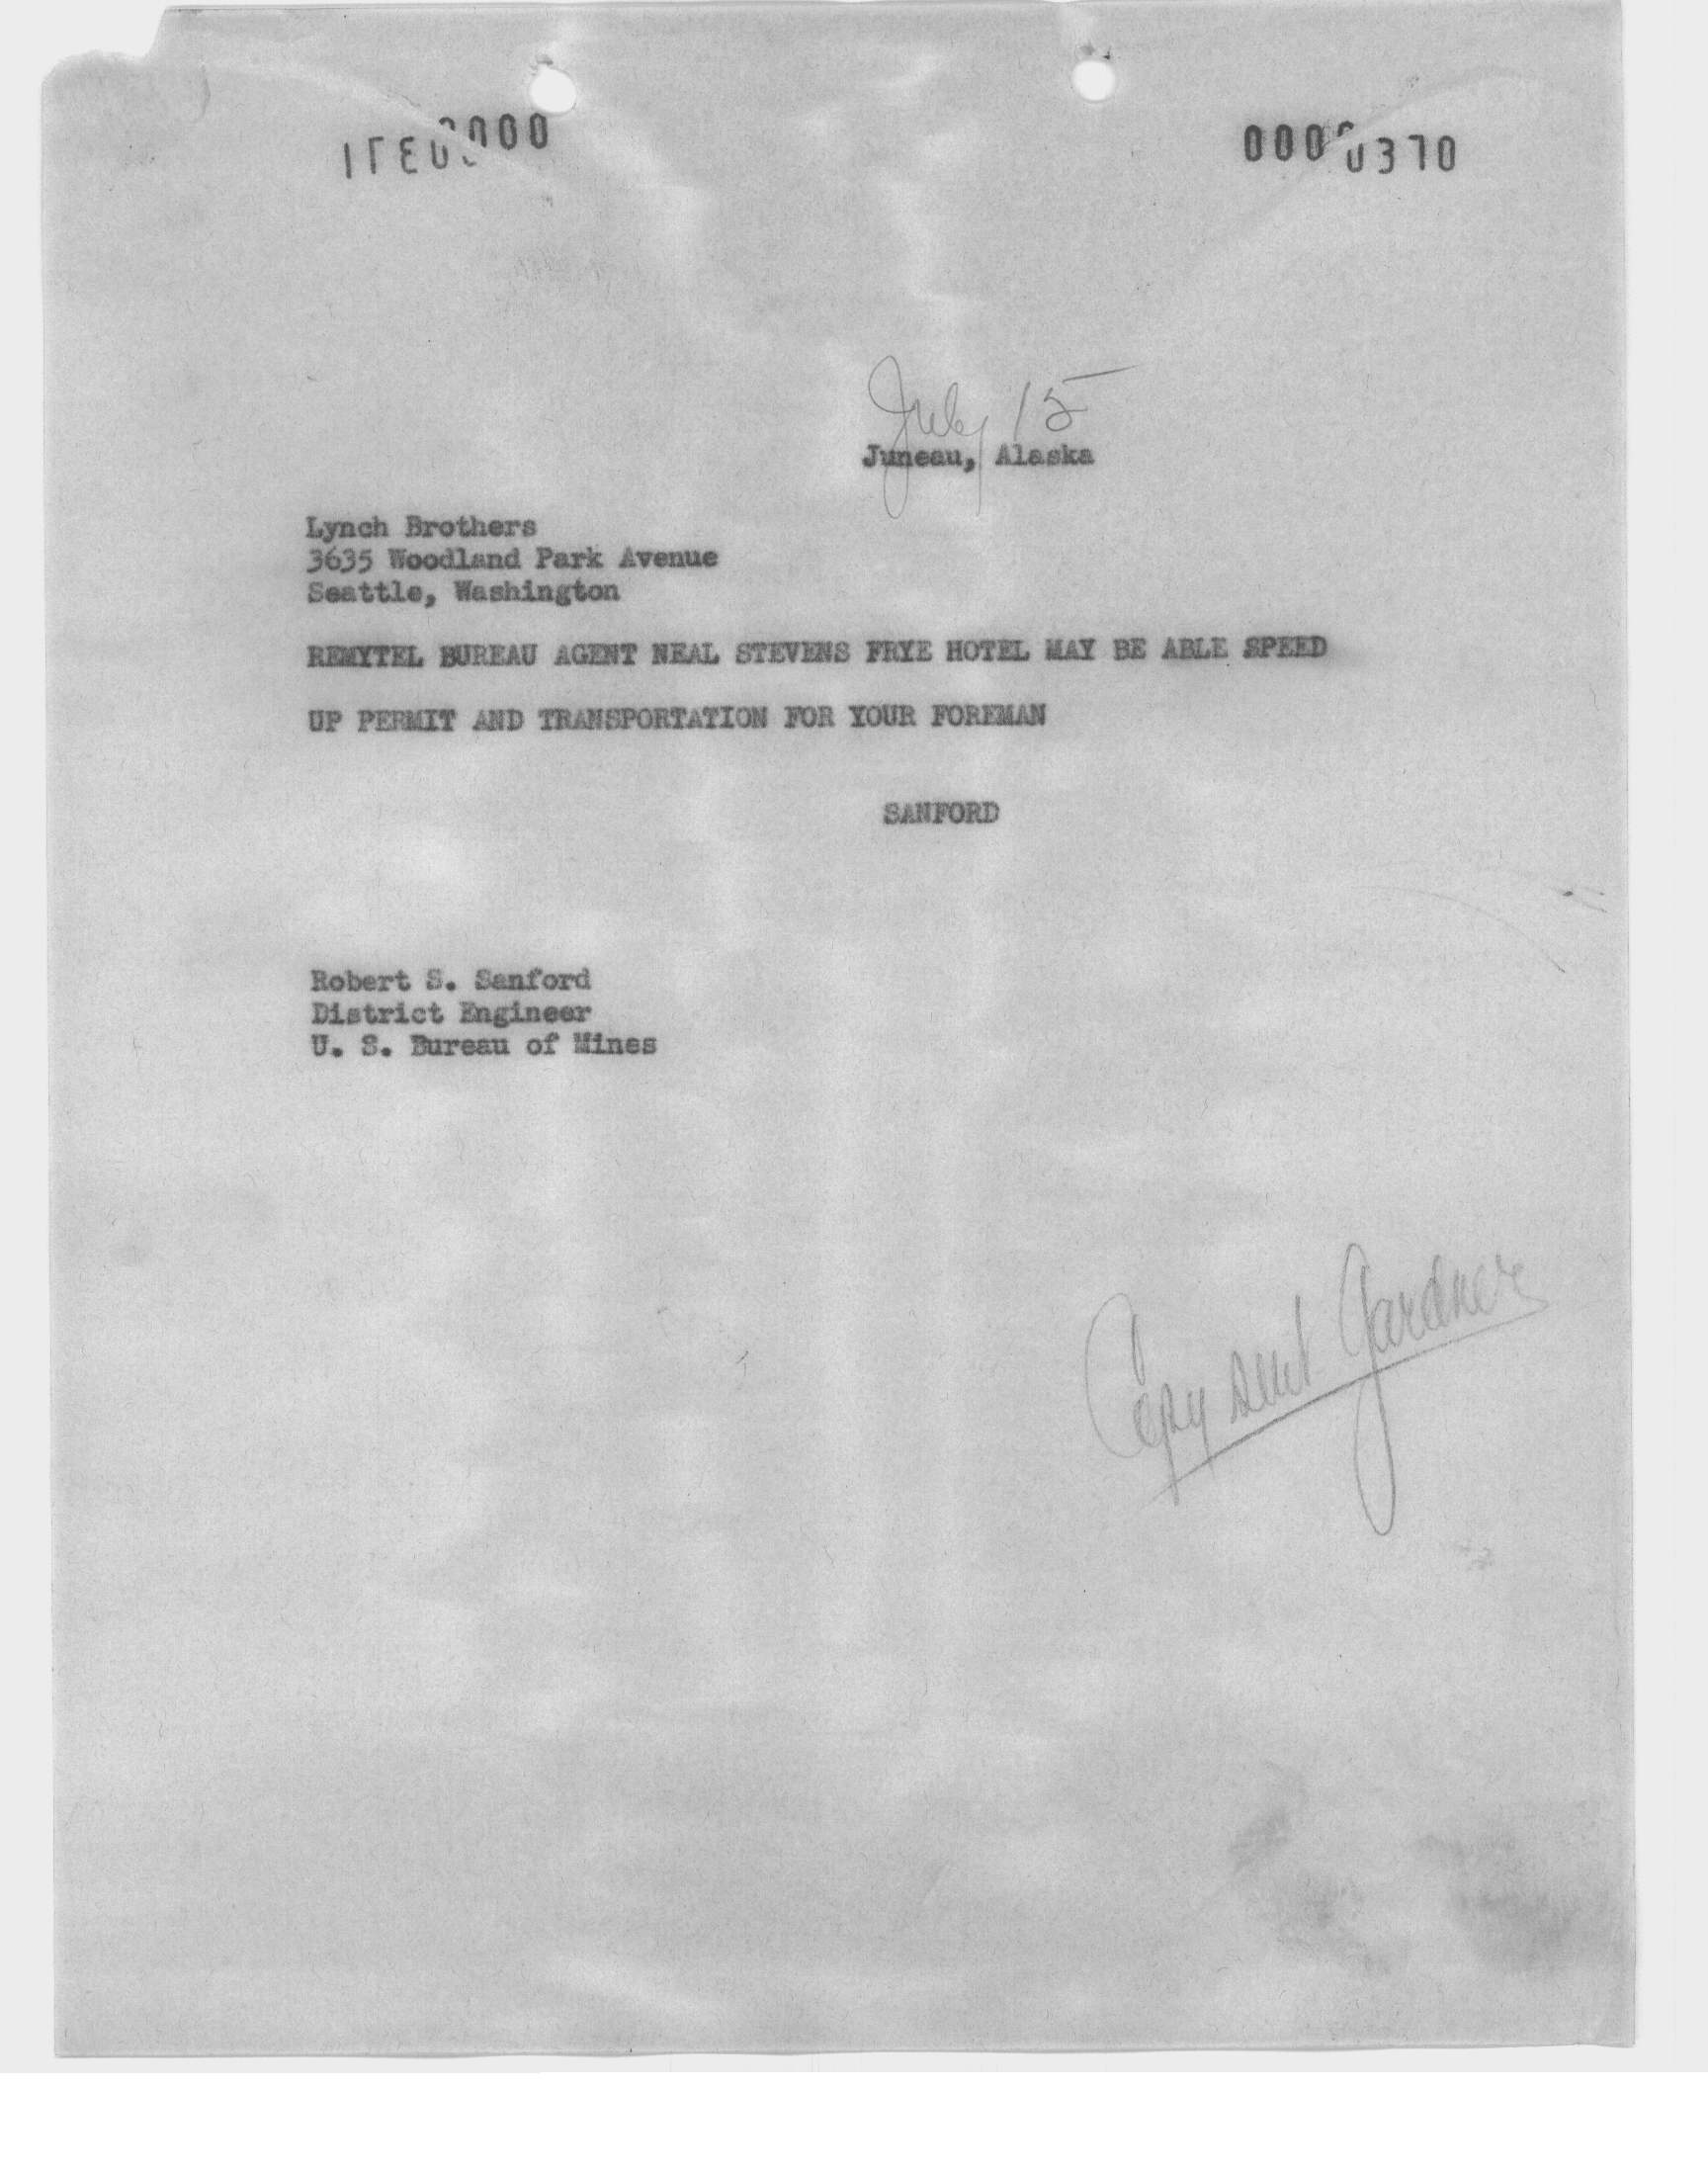 0000 0370
July 15
Juneau, Alaska
Lynch Brothers
3635 Woodland Park Avenue
Seattle, Washington
REMYTEL BUREAU AGENT NEAL STEVENS FRYE HOTEL MAY BE ABLE SPEED
UP PERMIT AND TRANSPORTATION FOR YOUR FOREMAN
SANFORD
Robert S. Sanford
District Engineer
U. S. Bureau of Mines
Copy sent Gardner